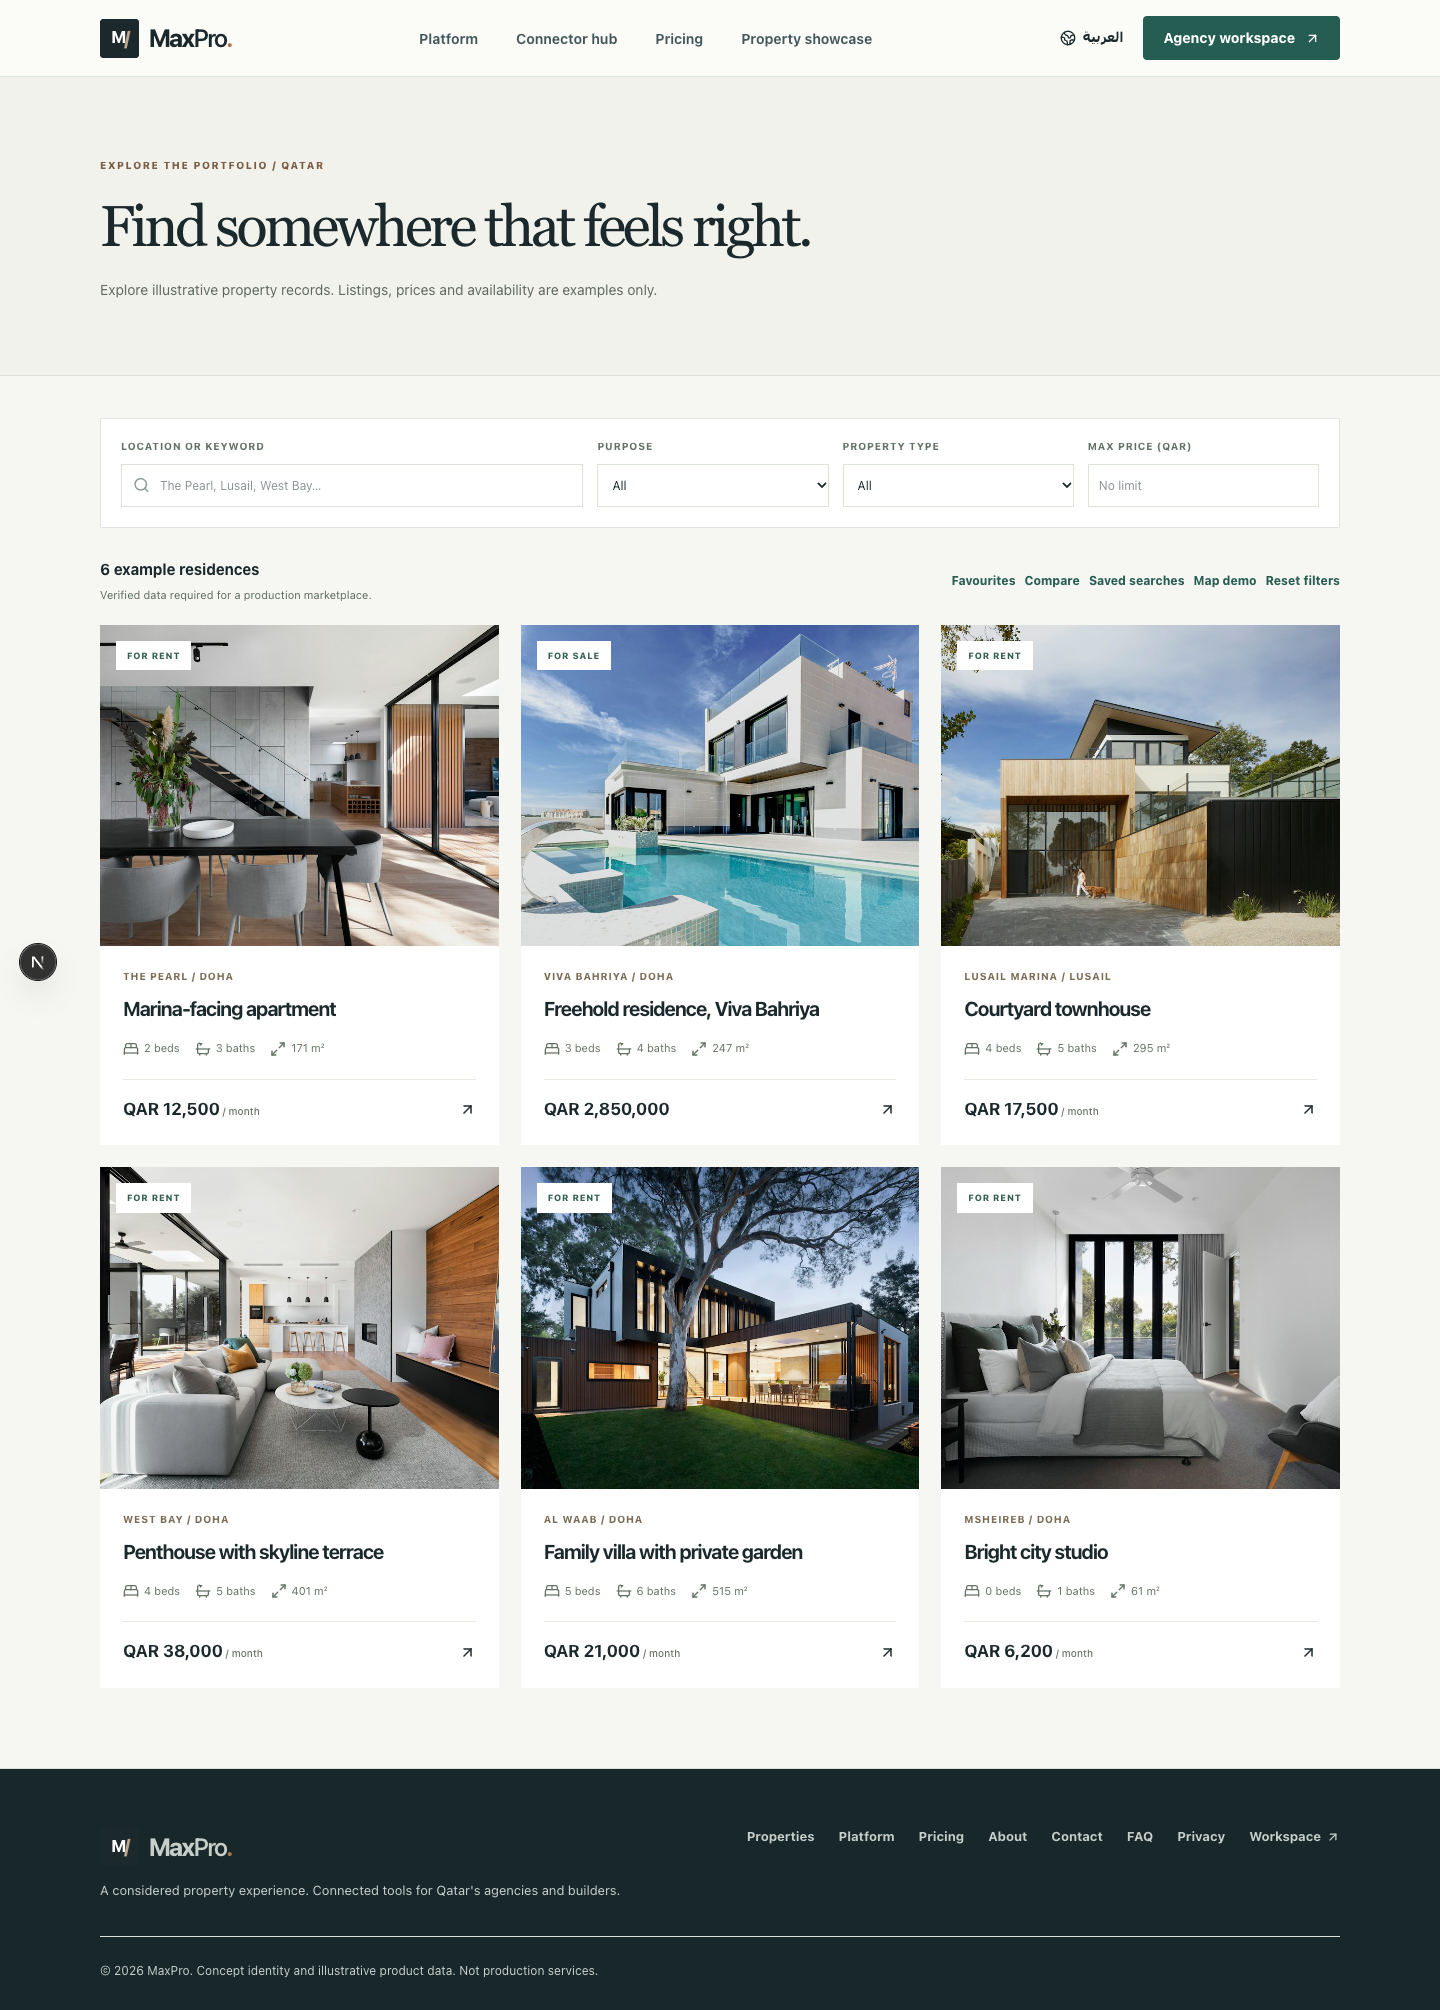 M/ MaxPro.
Platform Connector hub Pricing Property showcase
العربية
Agency workspace
EXPLORE THE PORTFOLIO / QATAR
Find somewhere that feels right.
Explore illustrative property records. Listings, prices and availability are examples only.
LOCATION OR KEYWORD PURPOSE PROPERTY TYPE MAX PRICE (QAR)
The Pearl, Lusail, West Bay... All All No limit
6 example residences
Verified data required for a production marketplace.
Favourites Compare Saved searches Map demo Reset filters
FOR RENT
THE PEARL / DOHA
Marina-facing apartment
2 beds 3 baths 171 m²
QAR 12,500 / month
FOR SALE
VIVA BAHRIYA / DOHA
Freehold residence, Viva Bahriya
3 beds 4 baths 247 m²
QAR 2,850,000
FOR RENT
LUSAIL MARINA / LUSAIL
Courtyard townhouse
4 beds 5 baths 295 m²
QAR 17,500 / month
N
FOR RENT
WEST BAY / DOHA
Penthouse with skyline terrace
4 beds 5 baths 401 m²
QAR 38,000 / month
FOR RENT
AL WAAB / DOHA
Family villa with private garden
5 beds 6 baths 515 m²
QAR 21,000 / month
FOR RENT
MSHEIREB / DOHA
Bright city studio
0 beds 1 baths 61 m²
QAR 6,200 / month
M/ MaxPro.
Properties Platform Pricing About Contact FAQ Privacy Workspace
A considered property experience. Connected tools for Qatar's agencies and builders.
© 2026 MaxPro. Concept identity and illustrative product data. Not production services.